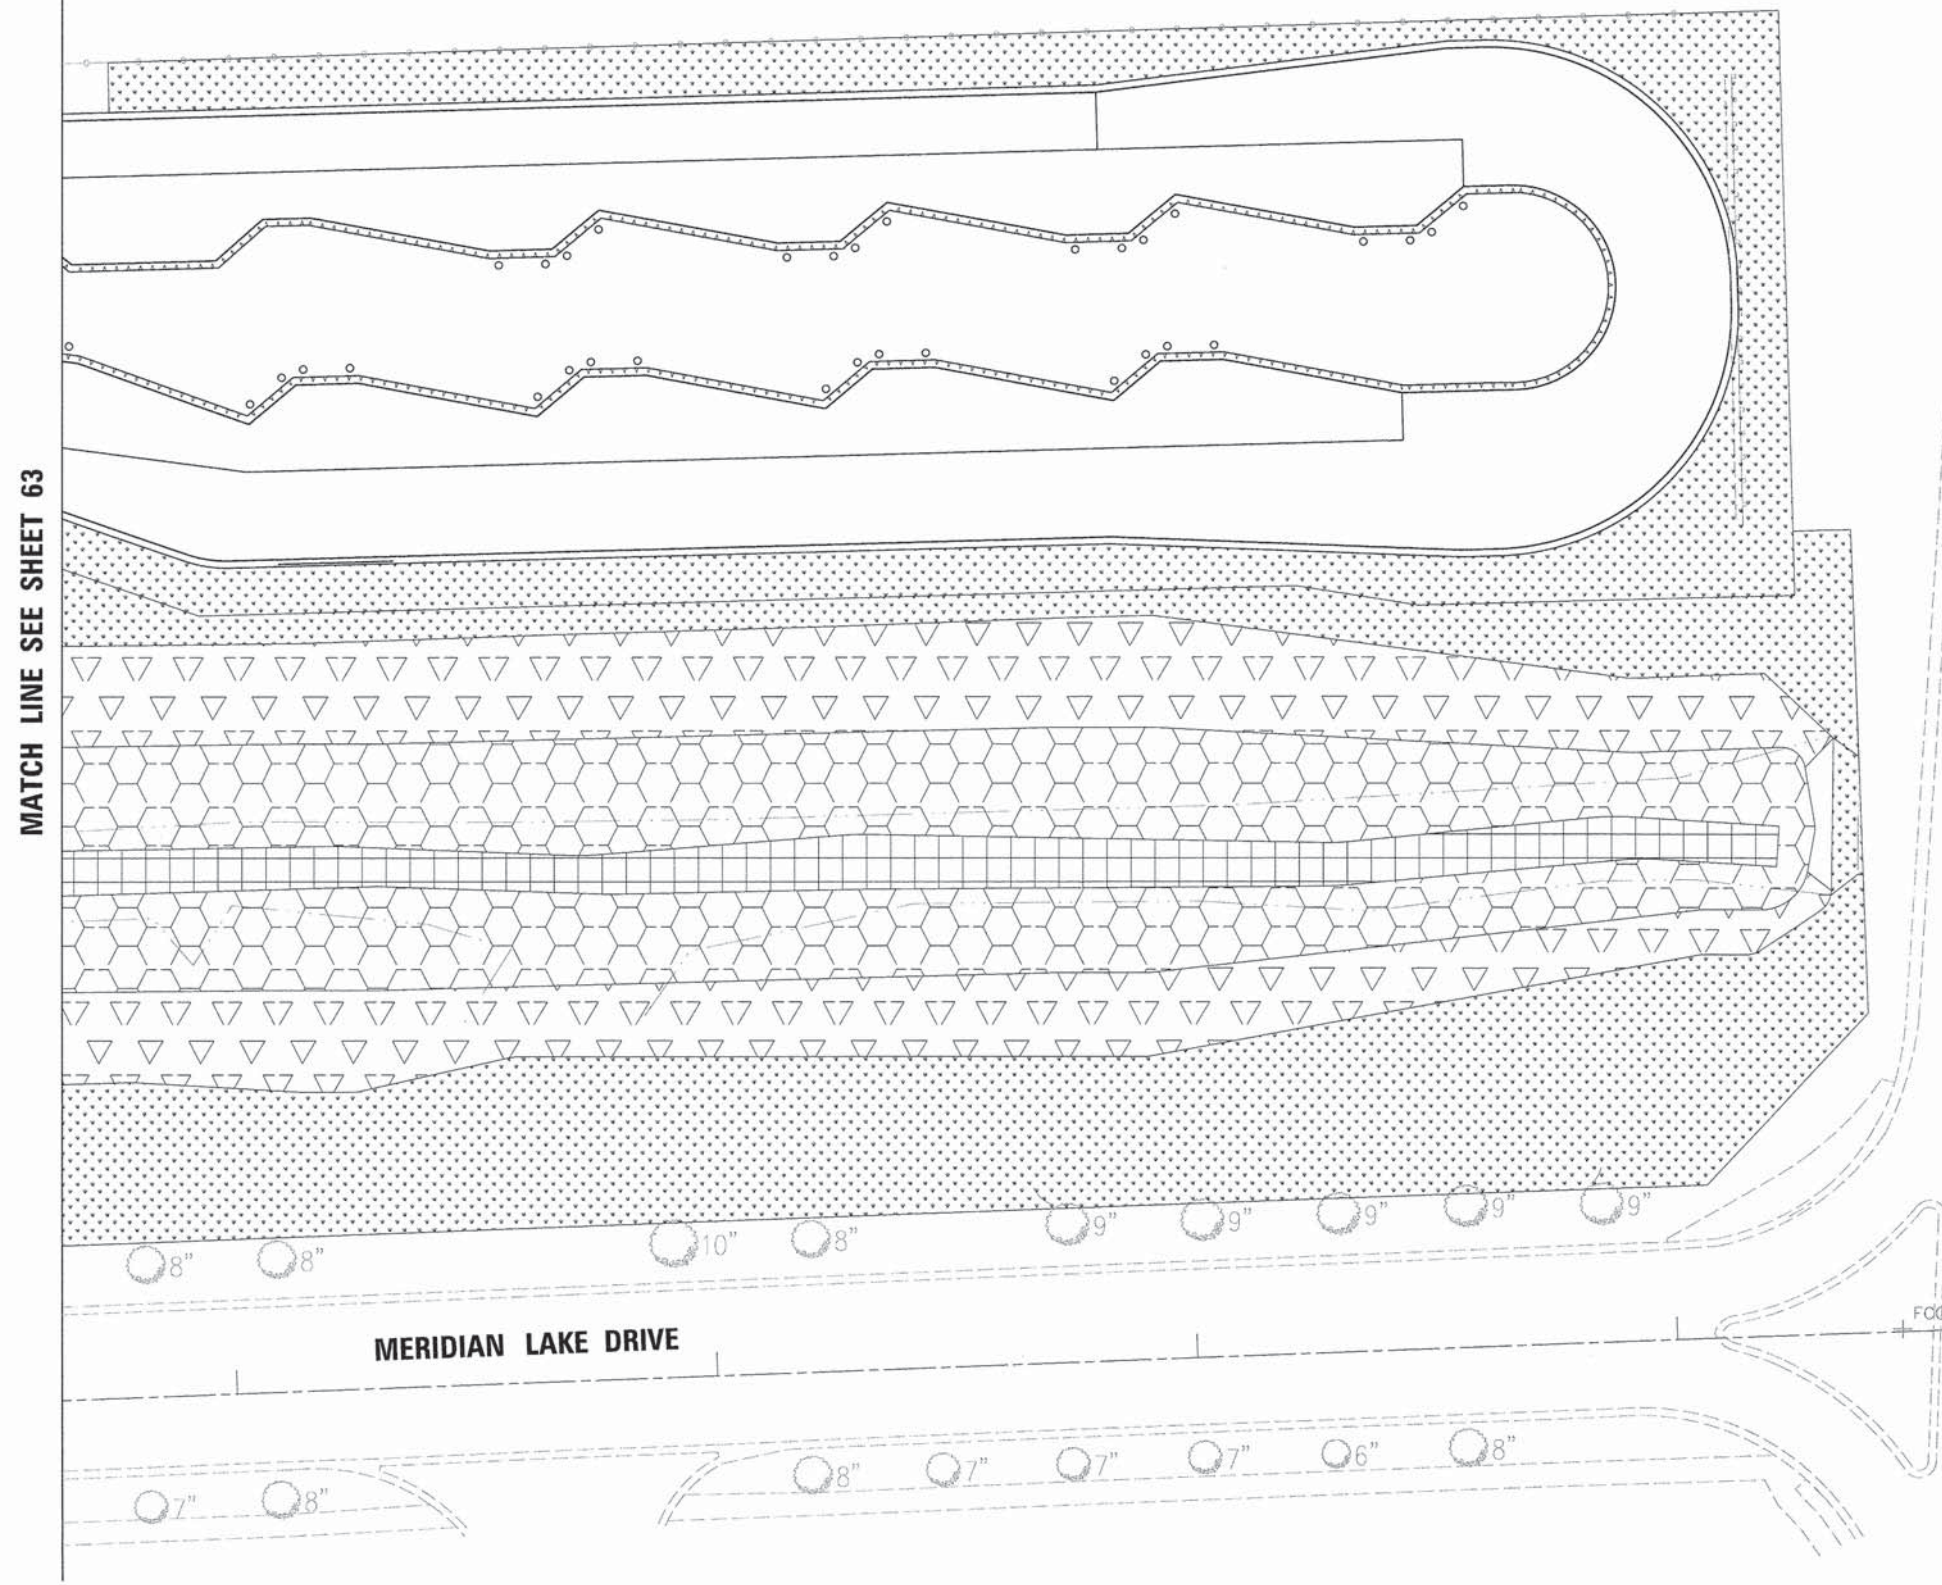 MATCH LINE SEE SHEET 63
8" 8" 10" 8" 9" 9" 9" 9" 9"
MERIDIAN LAKE DRIVE
7" 8" 8" 7" 7" 7" 6" 8"